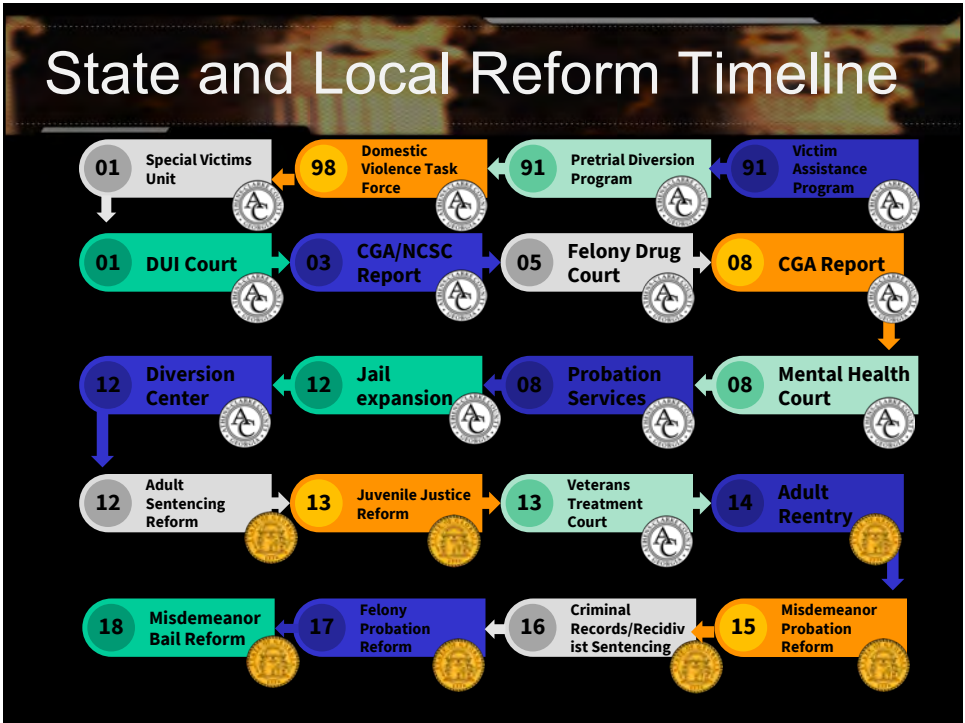 State and Local Reform Timeline
01
Special Victims
Unit
98
Domestic
Violence Task
Force
91
Pretrial Diversion
Program
91
Victim
Assistance
Program
01
DUI Court
03
CGA/NCSC
Report
05
Felony Drug
Court
08
CGA Report
12
Diversion
Center
12
Jail
expansion
08
Probation
Services
08
Mental Health
Court
12
Adult
Sentencing
Reform
13
Juvenile Justice
Reform
13
Veterans
Treatment
Court
14
Adult
Reentry
18
Misdemeanor
Bail Reform
17
Felony
Probation
Reform
16
Criminal
Records/Recidiv
ist Sentencing
15
Misdemeanor
Probation
Reform